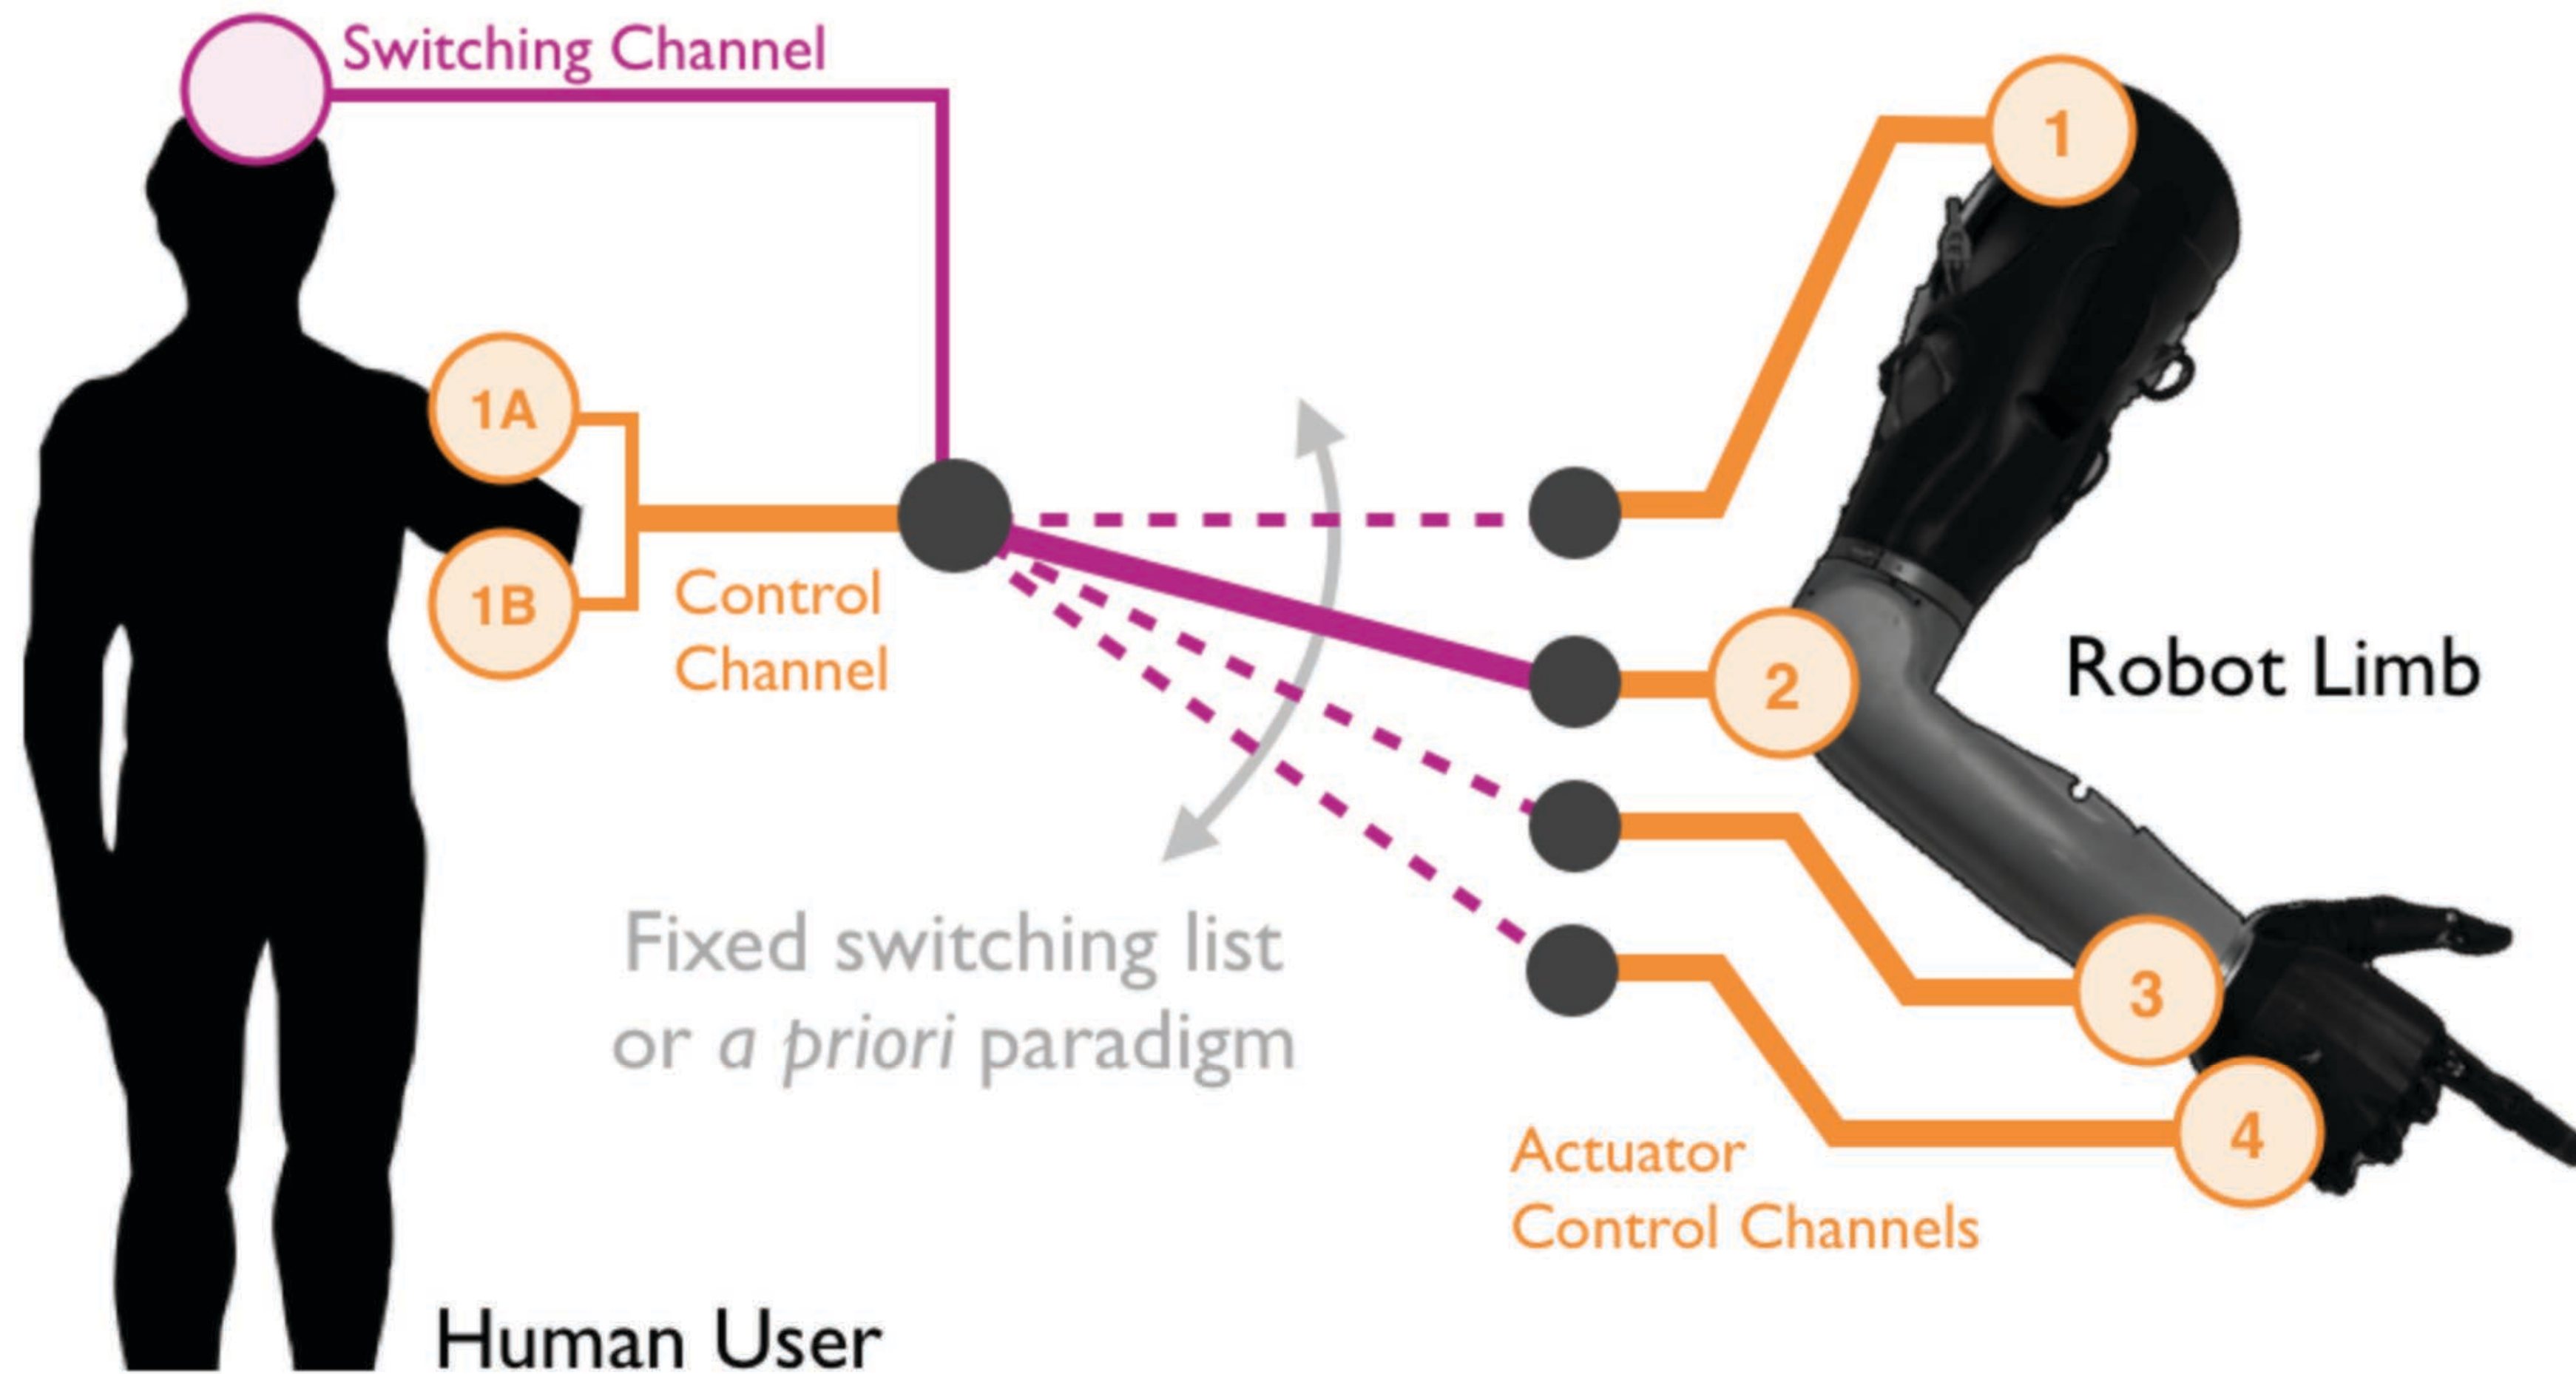 Switching Channel
1
1A
1B
Control
Channel
2
Robot Limb
Fixed switching list
or a priori paradigm
3
4
Actuator
Control Channels
Human User